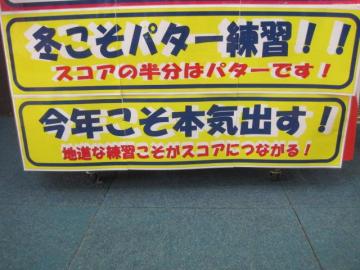 冬こそパター練習!!
スコアの半分はパターです!
今年こそ本気出す!
地道な練習こそがスコアにつながる!